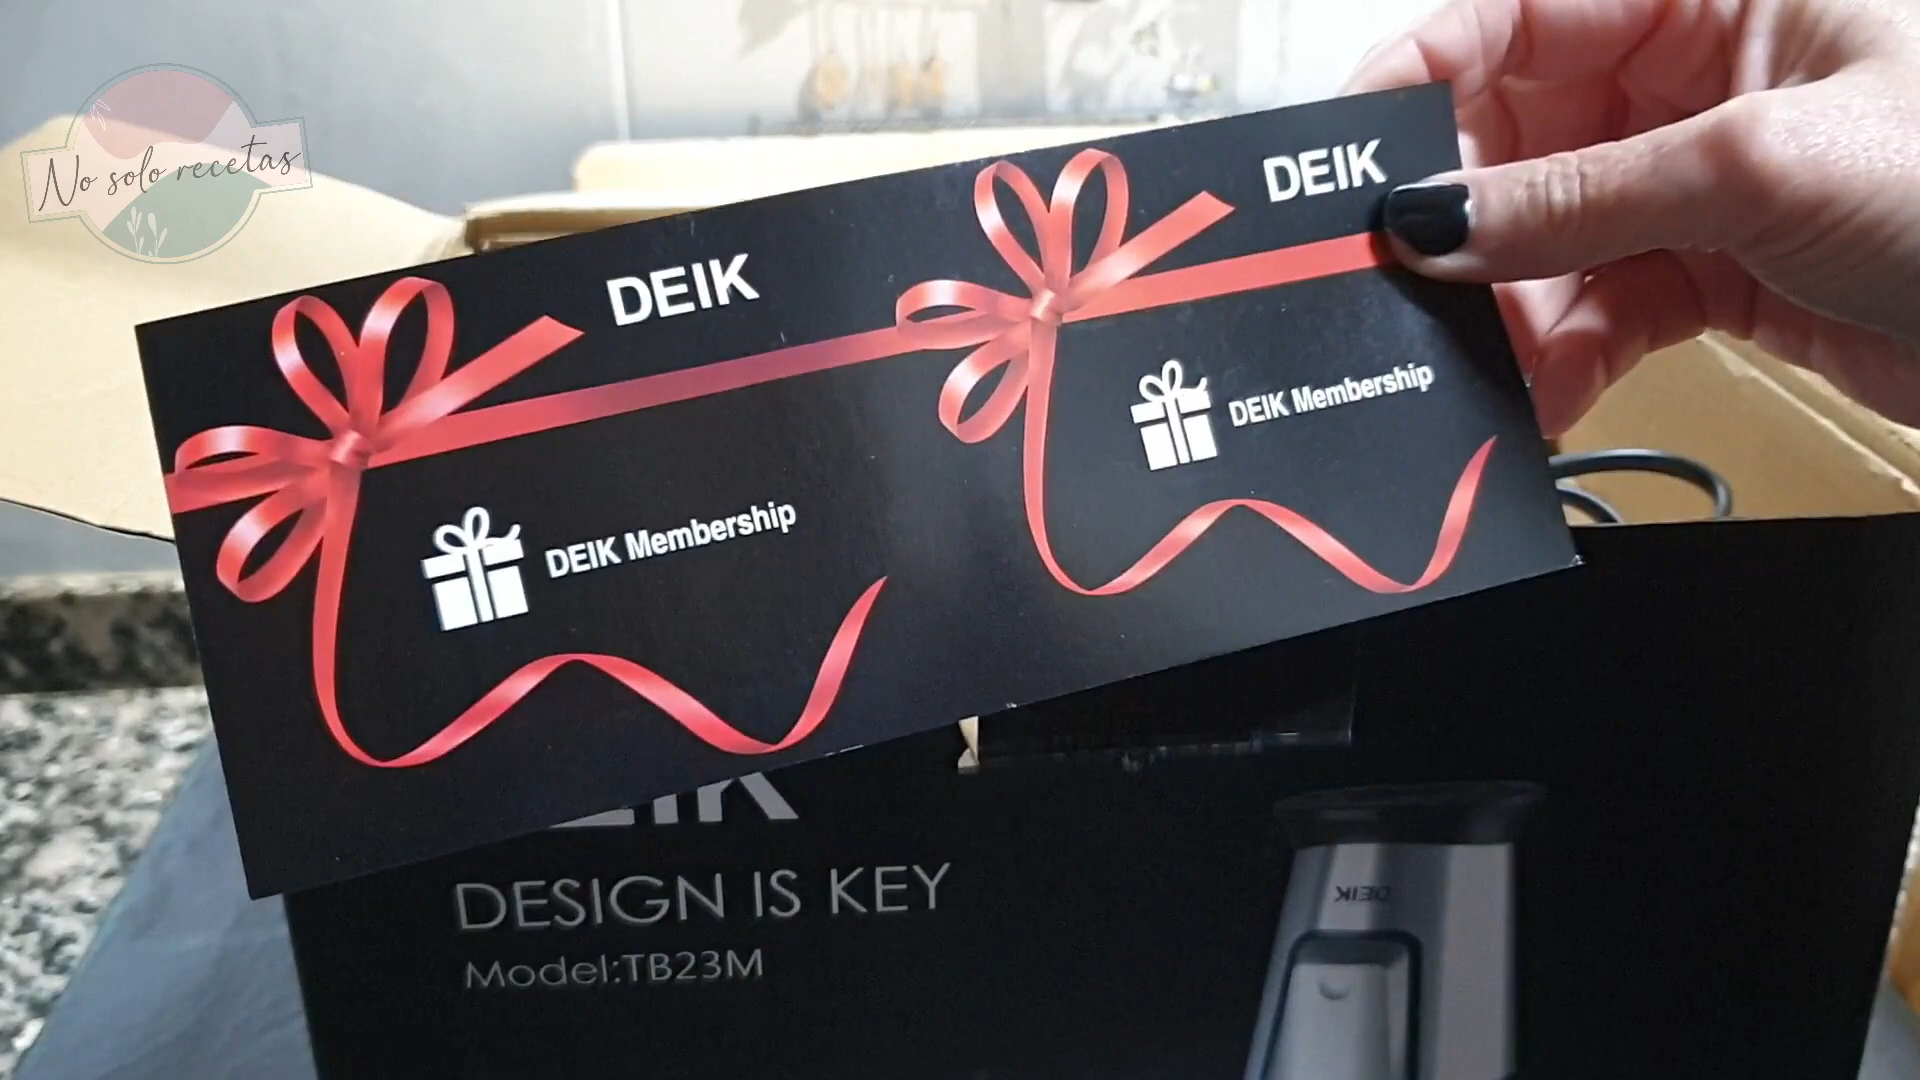 No solo recetas
DEIK
DEIK
DEIK Membership
DEIK Membership
DESIGN IS KEY
Model:TB23M
DEIK